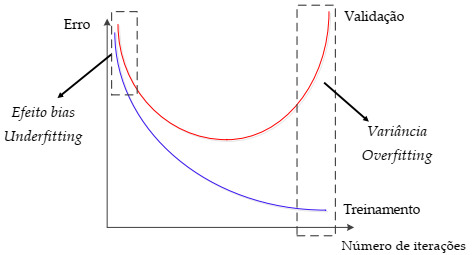 Erro
Validação
Efeito bias
Underfitting
Variância
Overfitting
Treinamento
Número de iterações